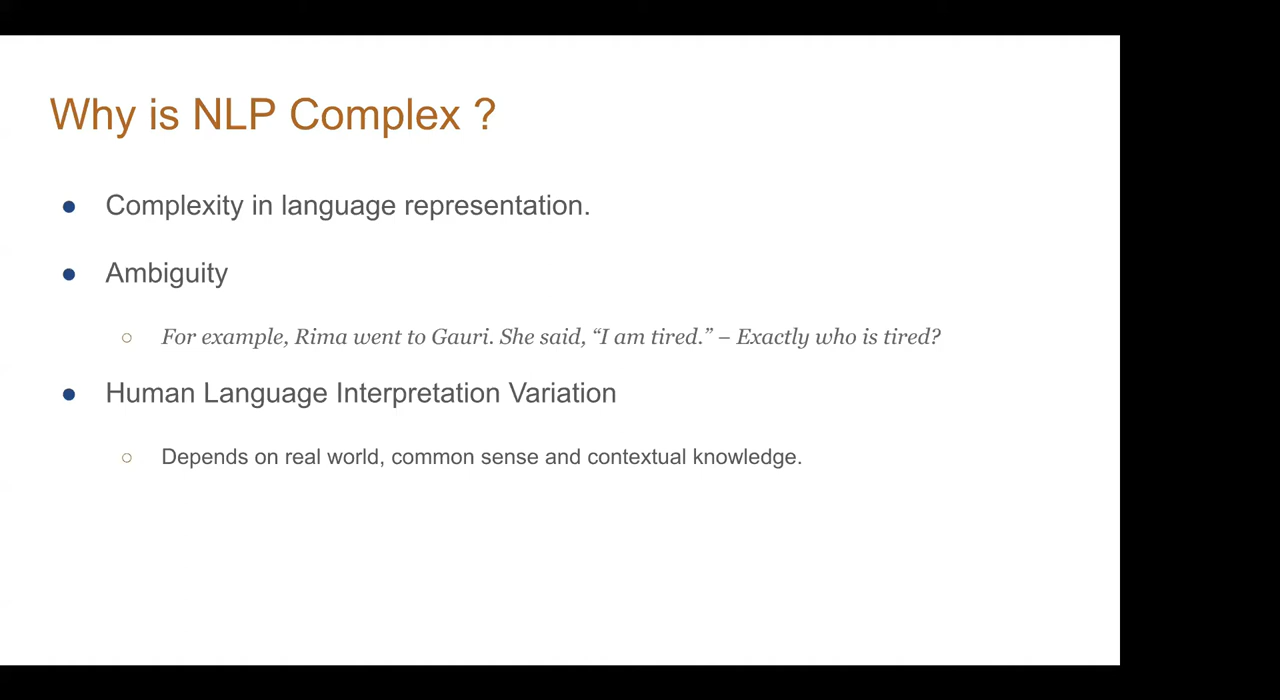 Why is NLP Complex ?
Complexity in language representation.
Ambiguity
For example, Rima went to Gauri. She said, “I am tired.” – Exactly who is tired?
Human Language Interpretation Variation
Depends on real world, common sense and contextual knowledge.